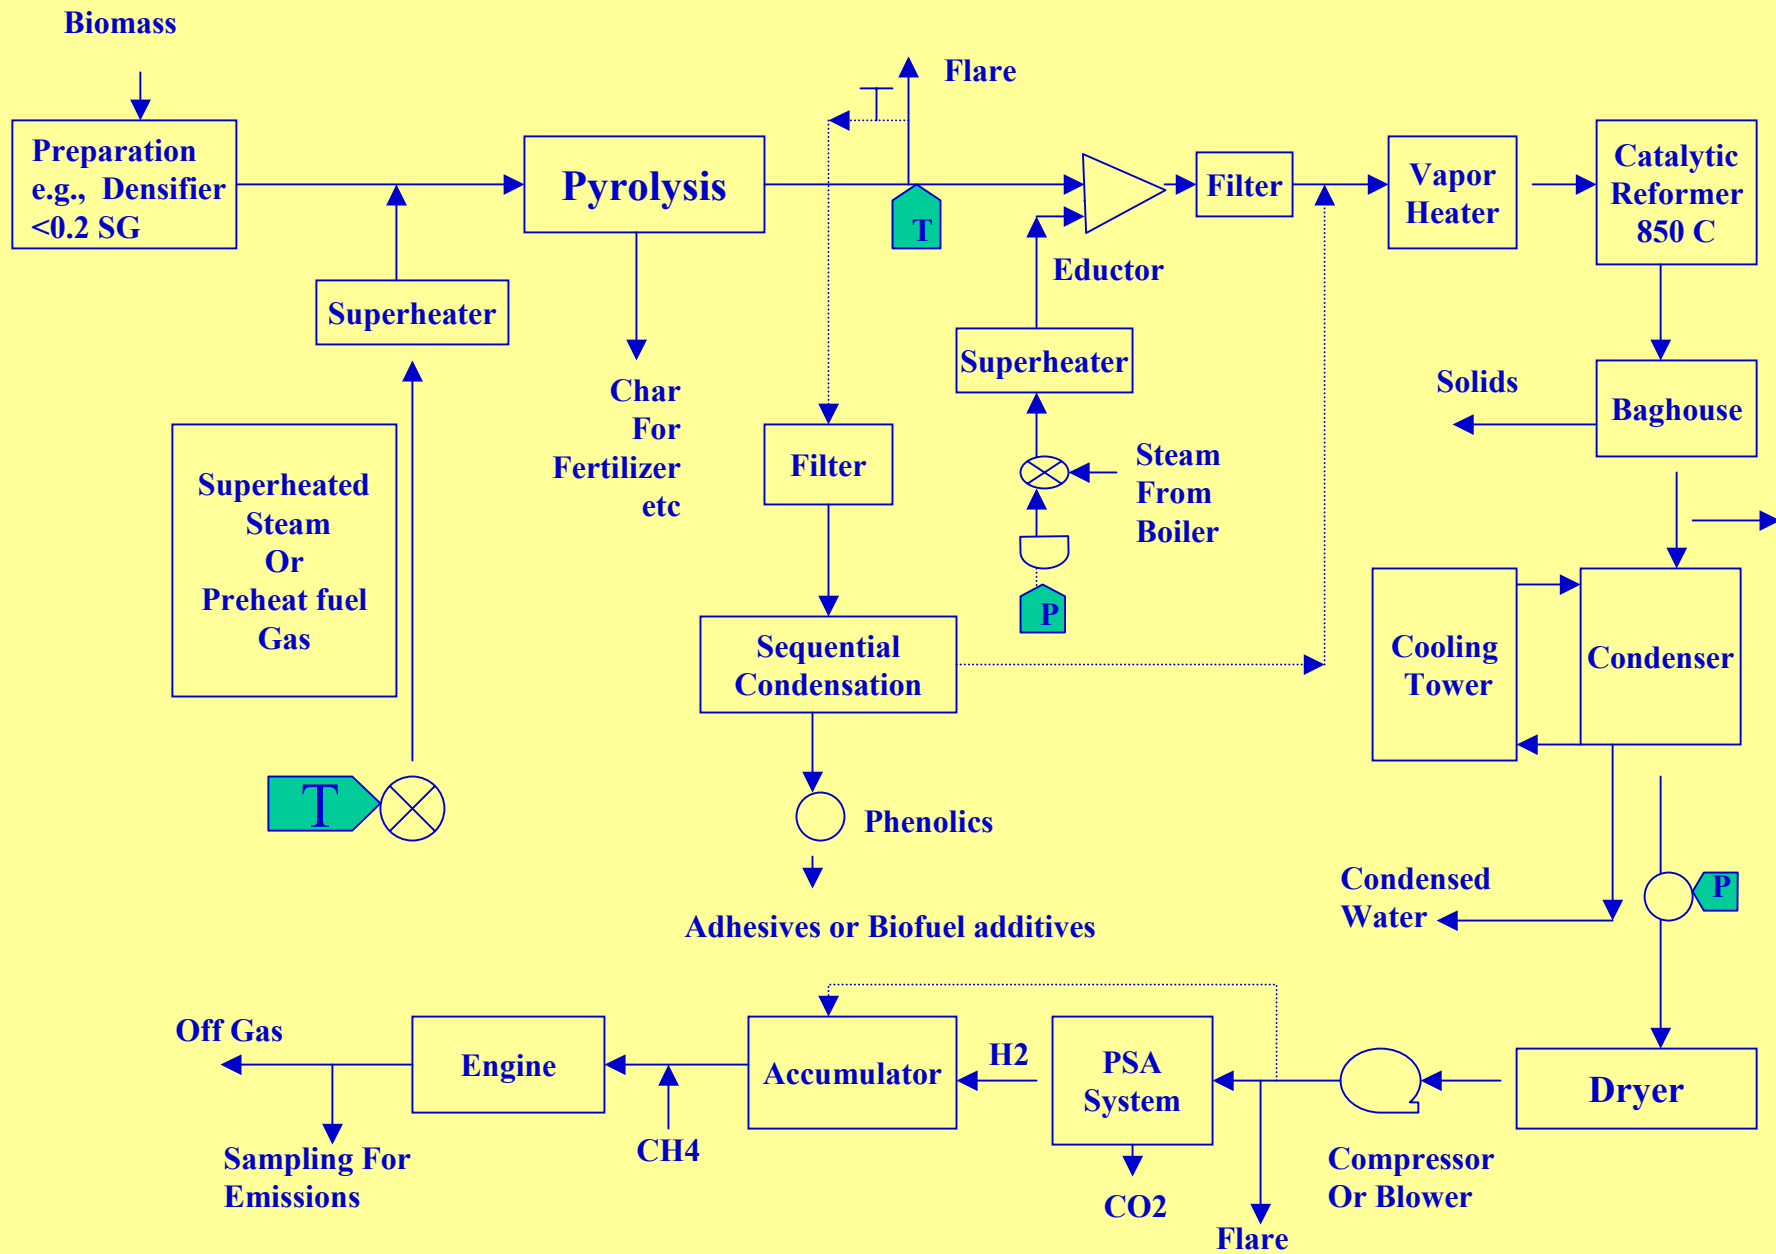 Biomass
Flare
Preparation
e.g., Densifier
<0.2 SG
Pyrolysis
T
Filter
Vapor
Heater
Catalytic
Reformer
850 C
Eductor
Superheater
Superheater
Char
For
Fertilizer
etc
Solids
Baghouse
Superheated
Steam
Or
Preheat fuel
Gas
Filter
Steam
From
Boiler
P
Sequential
Condensation
Cooling
Tower
Condenser
T
Phenolics
Condensed
Water
P
Adhesives or Biofuel additives
Off Gas
Engine
Accumulator
H2
PSA
System
Dryer
CH4
Sampling For
Emissions
CO2
Compressor
Or Blower
Flare